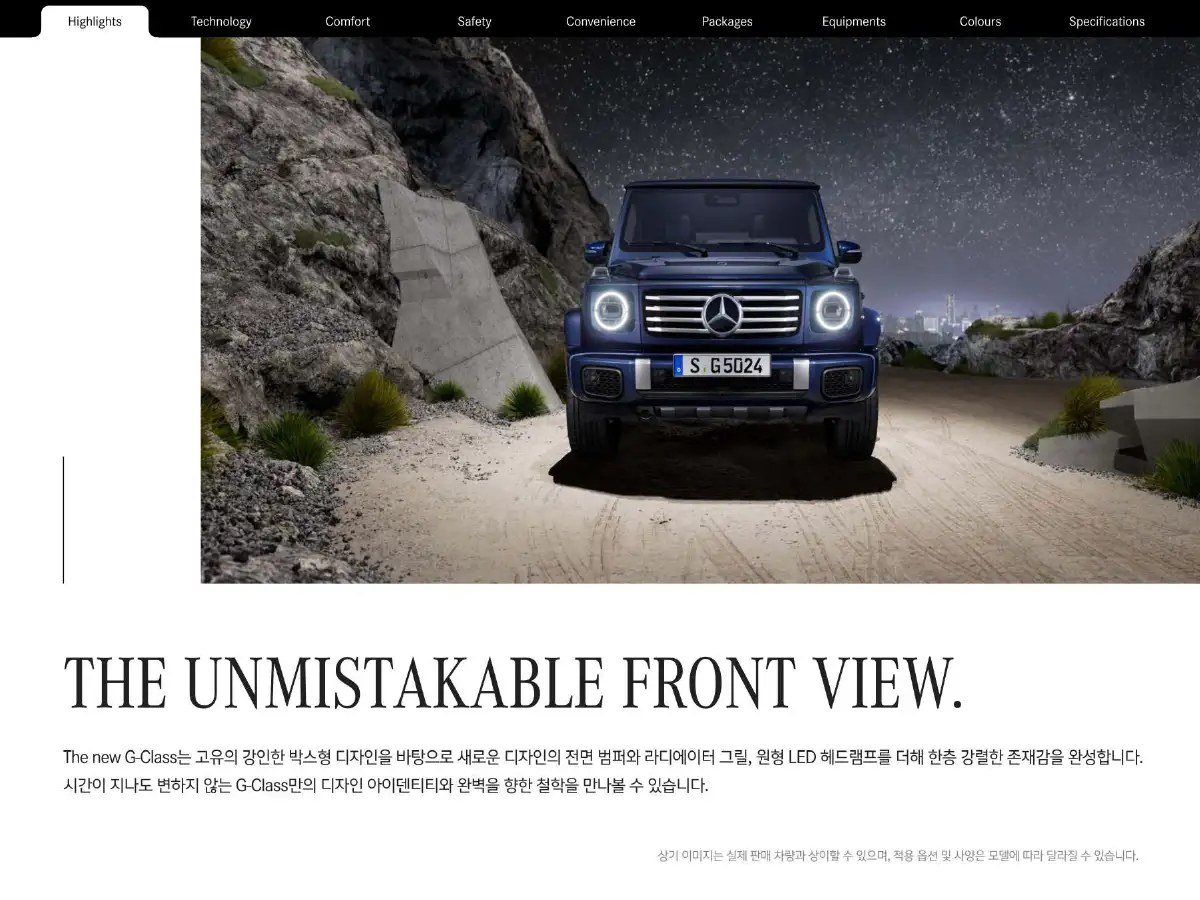 Highlights
Technology
Comfort
Safety
Convenience
Packages
Equipments
Colours
Specifications
S G 5024
THE UNMISTAKABLE FRONT VIEW.
The new G-Class는 고유의 강인한 박스형 디자인을 바탕으로 새로운 디자인의 전면 범퍼와 라디에이터 그릴, 원형 LED 헤드램프를 더해 한층 강렬한 존재감을 완성합니다.
시간이 지나도 변하지 않는 G-Class만의 디자인 아이덴티티와 완벽을 향한 철학을 만나볼 수 있습니다.
상기 이미지는 실제 판매 차량과 상이할 수 있으며, 적용 옵션 및 사양은 모델에 따라 달라질 수 있습니다.